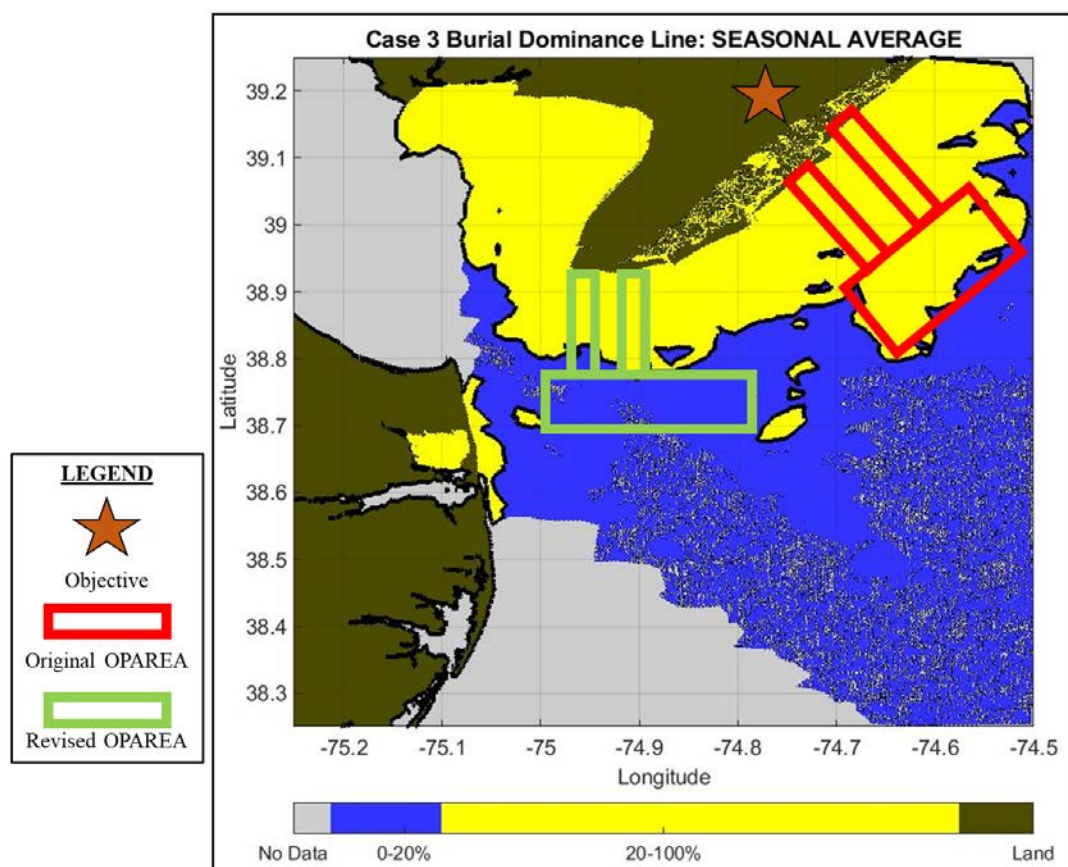 Case 3 Burial Dominance Line: SEASONAL AVERAGE
39.2
39.1
39
38.9
38.8
38.7
38.6
38.5
38.4
38.3
Latitude
-75.2 -75.1 -75 -74.9 -74.8 -74.7 -74.6 -74.5
Longitude
No Data 0-20% 20-100% Land
LEGEND
Objective
Original OPAREA
Revised OPAREA